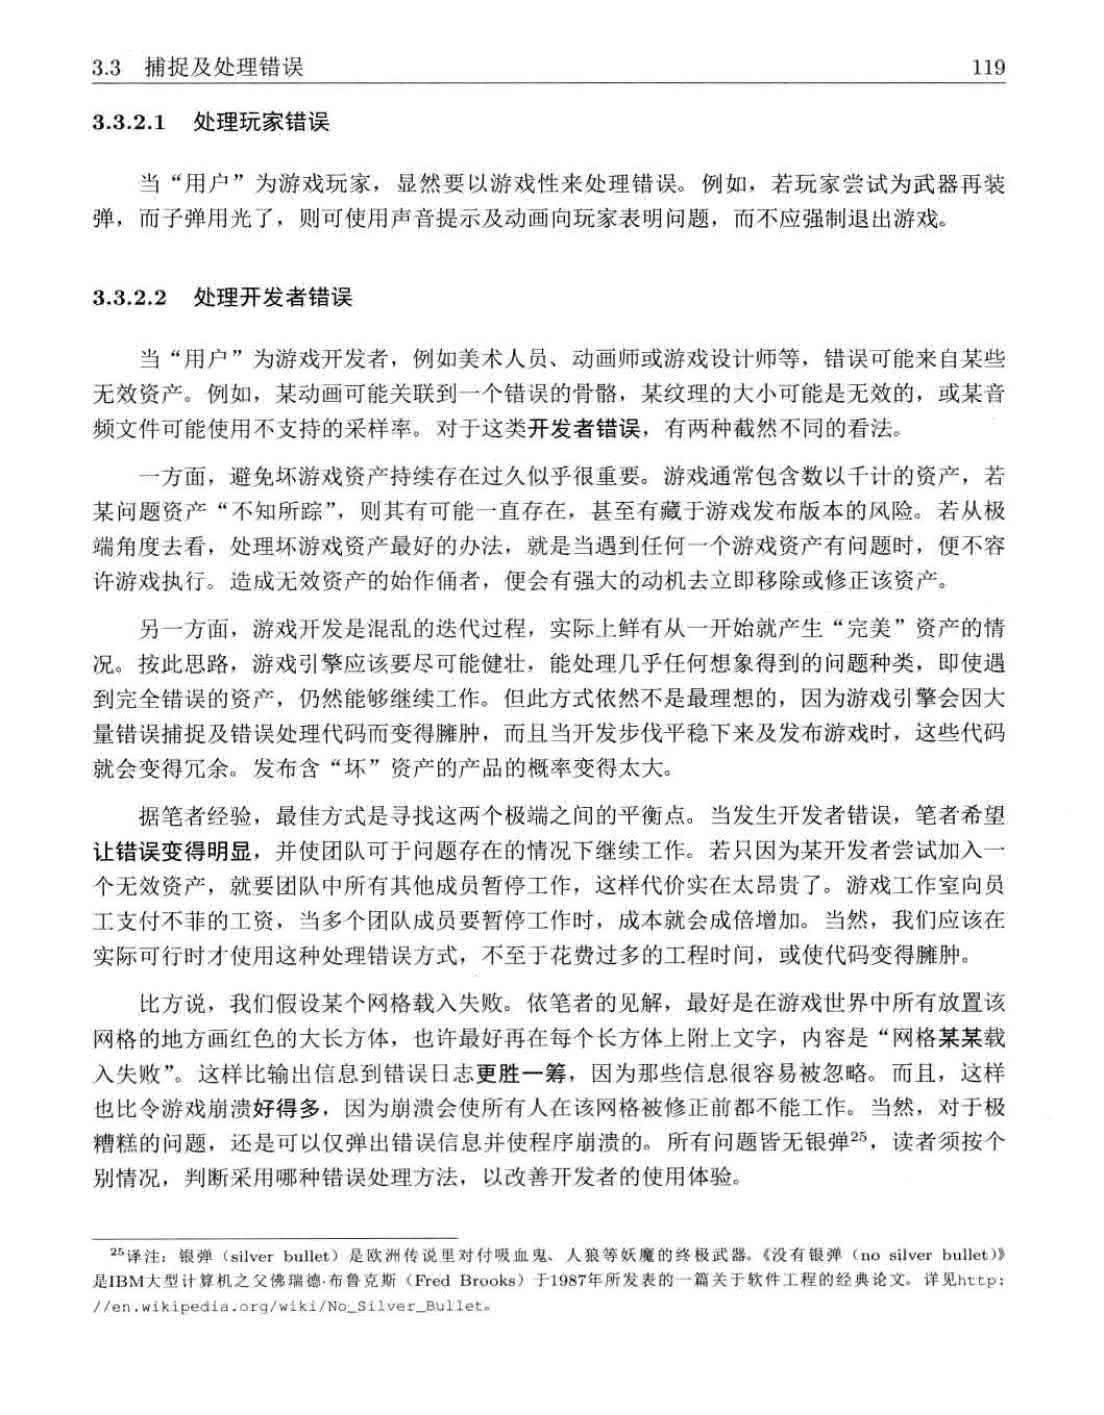 3.3 捕捉及处理错误 119
3.3.2.1 处理玩家错误
当“用户”为游戏玩家，显然要以游戏性来处理错误。例如，若玩家尝试为武器再装
弹，而子弹用光了，则可使用声音提示及动画向玩家表明问题，而不应强制退出游戏。
3.3.2.2 处理开发者错误
当“用户”为游戏开发者，例如美术人员、动画师或游戏设计师等，错误可能来自某些
无效资产。例如，某动画可能关联到一个错误的骨骼，某纹理的大小可能是无效的，或某音
频文件可能使用不支持的采样率。对于这类开发者错误，有两种截然不同的看法。
一方面，避免坏游戏资产持续存在过久似乎很重要。游戏通常包含数以千计的资产，若
某问题资产“不知所踪”，则其有可能一直存在，甚至有藏于游戏发布版本的风险。若从极
端角度去看，处理坏游戏资产最好的办法，就是当遇到任何一个游戏资产有问题时，便不容
许游戏执行。造成无效资产的始作俑者，便会有强大的动机去立即移除或修正该资产。
另一方面，游戏开发是混乱的迭代过程，实际上鲜有从一开始就产生“完美”资产的情
况。按此思路，游戏引擎应该要尽可能健壮，能处理几乎任何想象得到的问题种类，即使遇
到完全错误的资产，仍然能够继续工作。但此方式依然不是最理想的，因为游戏引擎会因大
量错误捕捉及错误处理代码而变得臃肿，而且当开发步伐平稳下来及发布游戏时，这些代码
就会变得冗余。发布含“坏”资产的产品的概率变得太大。
据笔者经验，最佳方式是寻找这两个极端之间的平衡点。当发生开发者错误，笔者希望
让错误变得明显，并使团队可于问题存在的情况下继续工作。若只因为某开发者尝试加入一
个无效资产，就要团队中所有其他成员暂停工作，这样代价实在太昂贵了。游戏工作室向员
工支付不菲的工资，当多个团队成员要暂停工作时，成本就会成倍增加。当然，我们应该在
实际可行时才使用这种处理错误方式，不至于花费过多的工程时间，或使代码变得臃肿。
比方说，我们假设某个网格载入失败。依笔者的见解，最好是在游戏世界中所有放置该
网格的地方画红色的大长方体，也许最好再在每个长方体上附上文字，内容是“网格某某载
入失败”。这样比输出信息到错误日志更胜一筹，因为那些信息很容易被忽略。而且，这样
也比令游戏崩溃好得多，因为崩溃会使所有人在该网格被修正前都不能工作。当然，对于极
糟糕的问题，还是可以仅弹出错误信息并使程序崩溃的。所有问题皆无银弹25，读者须按个
别情况，判断采用哪种错误处理方法，以改善开发者的使用体验。
25译注：银弹（silver bullet）是欧洲传说里对付吸血鬼、人狼等妖魔的终极武器。《没有银弹（no silver bullet）》
是IBM大型计算机之父佛瑞德·布鲁克斯（Fred Brooks）于1987年所发表的一篇关于软件工程的经典论文。详见http:
//en.wikipedia.org/wiki/No_Silver_Bullet。